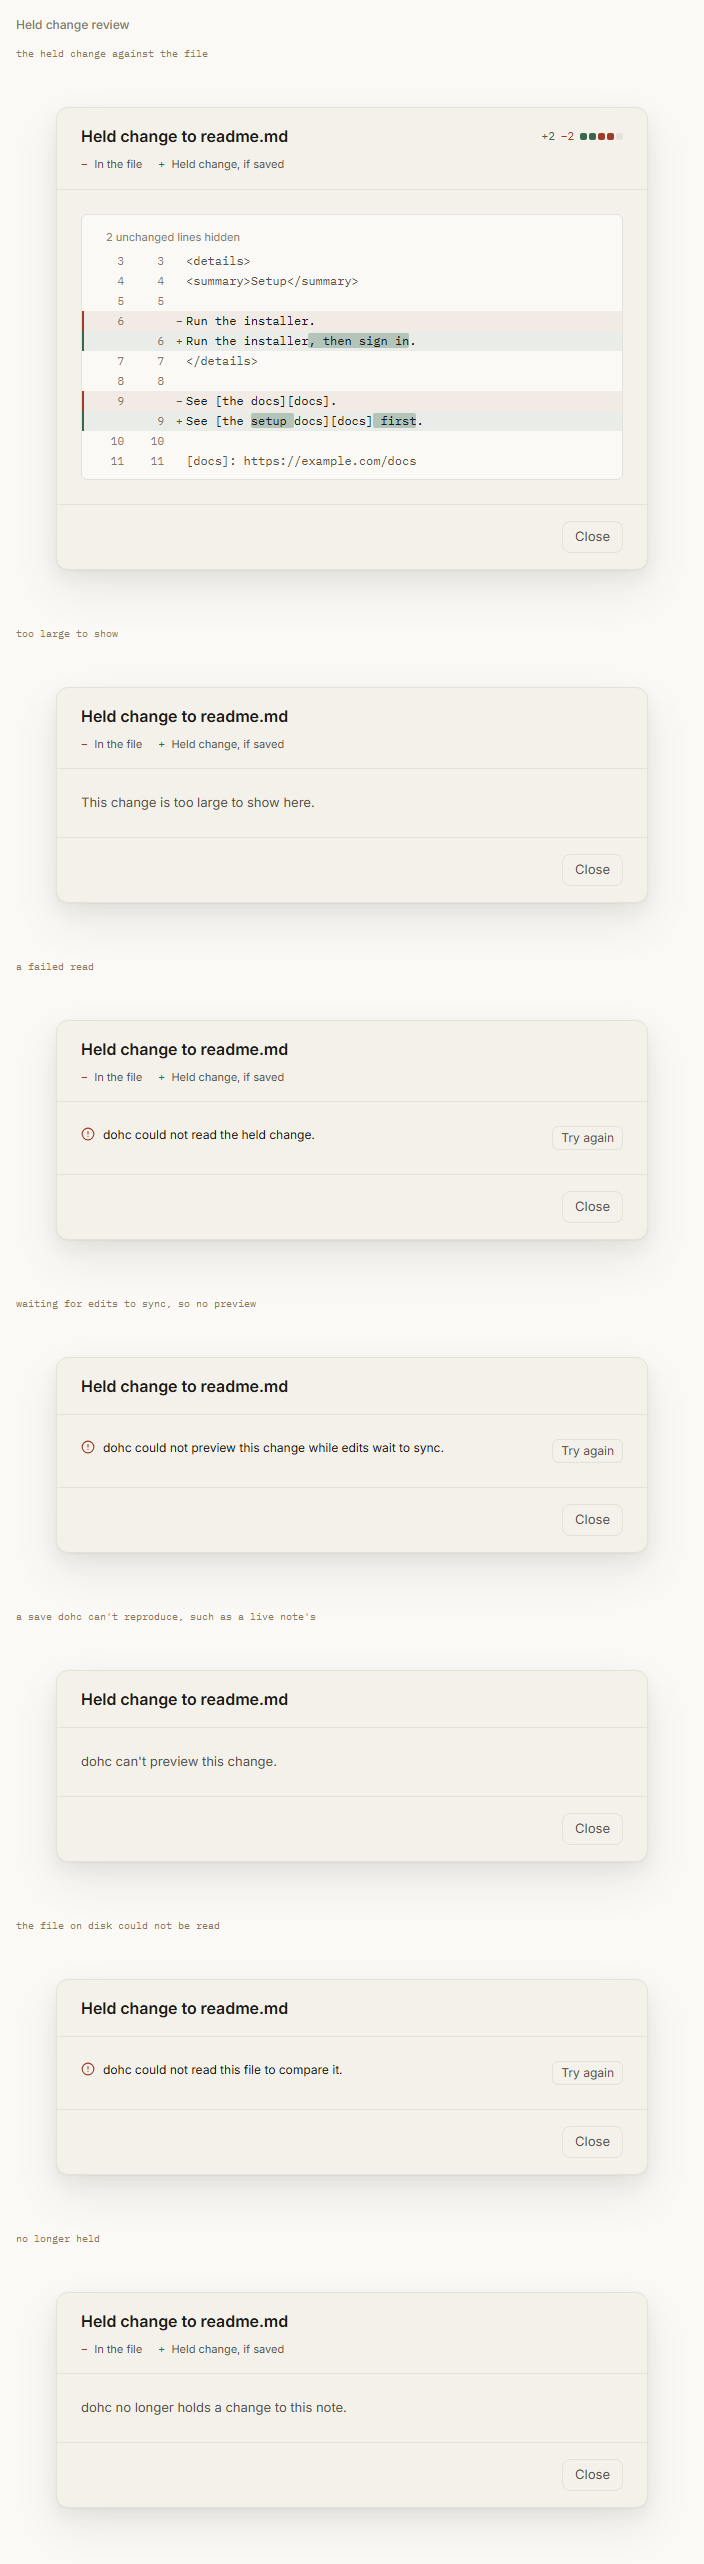 Held change review
the held change against the file
Held change to readme.md
+2 −2
− In the file + Held change, if saved
2 unchanged lines hidden
3 3 <details>
4 4 <summary>Setup</summary>
5 5
6 −Run the installer.
6 +Run the installer, then sign in.
7 7 </details>
8 8
9 −See [the docs][docs].
9 +See [the setup docs][docs] first.
10 10
11 11 [docs]: https://example.com/docs
Close
too large to show
Held change to readme.md
− In the file + Held change, if saved
This change is too large to show here.
Close
a failed read
Held change to readme.md
− In the file + Held change, if saved
dohc could not read the held change.
Try again
Close
waiting for edits to sync, so no preview
Held change to readme.md
dohc could not preview this change while edits wait to sync.
Try again
Close
a save dohc can't reproduce, such as a live note's
Held change to readme.md
dohc can't preview this change.
Close
the file on disk could not be read
Held change to readme.md
dohc could not read this file to compare it.
Try again
Close
no longer held
Held change to readme.md
− In the file + Held change, if saved
dohc no longer holds a change to this note.
Close